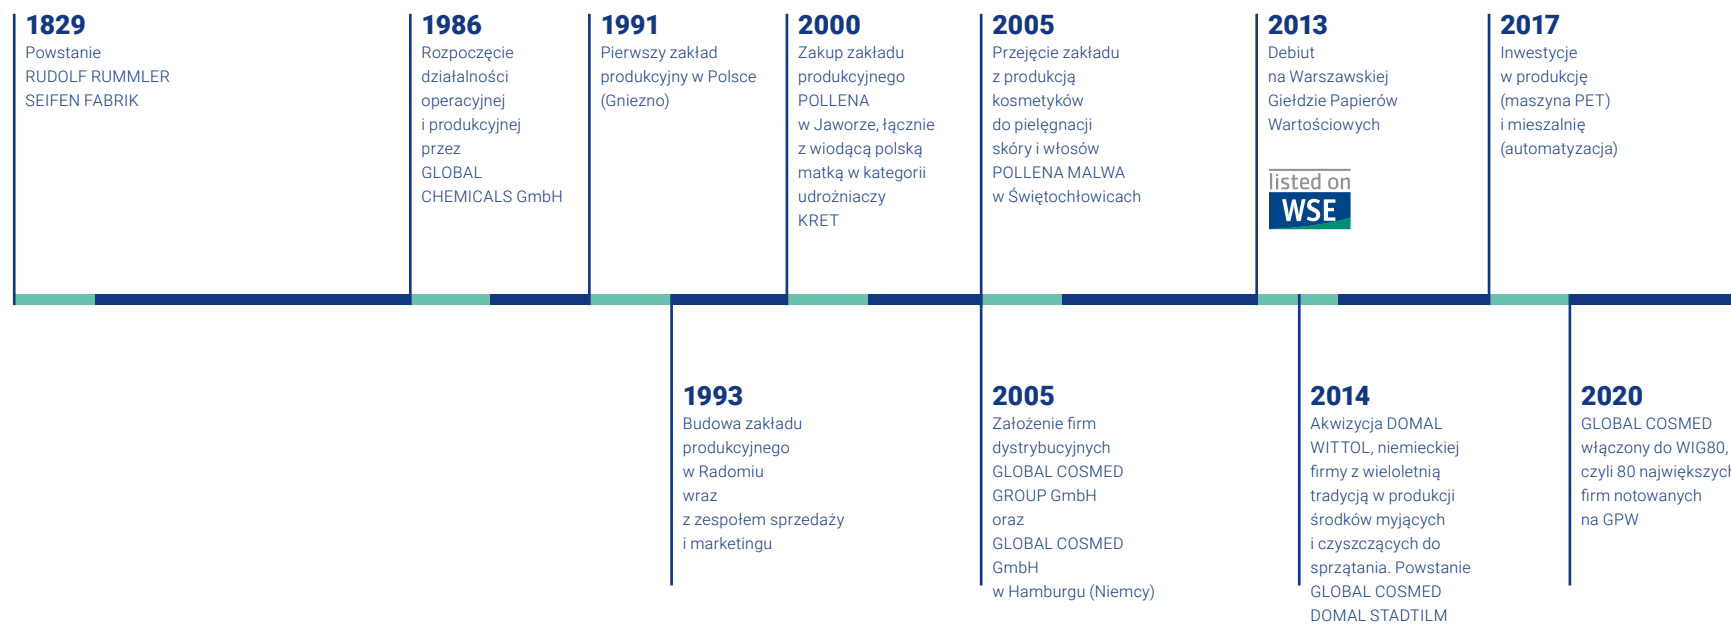 1829
Powstanie
RUDOLF RUMMLER
SEIFEN FABRIK
1986
Rozpoczęcie
działalności
operacyjnej
i produkcyjnej
przez
GLOBAL
CHEMICALS GmbH
1991
Pierwszy zakład
produkcyjny w Polsce
(Gniezno)
2000
Zakup zakładu
produkcyjnego
POLLENA
w Jaworze, łącznie
z wiodącą polską
matką w kategorii
udrożniaczy
KRET
2005
Przejęcie zakładu
z produkcją
kosmetyków
do pielęgnacji
skóry i włosów
POLLENA MALWA
w Świętochłowicach
2013
Debiut
na Warszawskiej
Giełdzie Papierów
Wartościowych
listed on
WSE
2017
Inwestycje
w produkcję
(maszyna PET)
i mieszalnię
(automatyzacja)
1993
Budowa zakładu
produkcyjnego
w Radomiu
wraz
z zespołem sprzedaży
i marketingu
2005
Założenie firm
dystrybucyjnych
GLOBAL COSMED
GROUP GmbH
oraz
GLOBAL COSMED
GmbH
w Hamburgu (Niemcy)
2014
Akwizycja DOMAL
WITTOL, niemieckiej
firmy z wieloletnią
tradycją w produkcji
środków myjących
i czyszczących do
sprzątania. Powstanie
GLOBAL COSMED
DOMAL STADTILM
2020
GLOBAL COSMED
włączony do WIG80,
czyli 80 największych
firm notowanych
na GPW